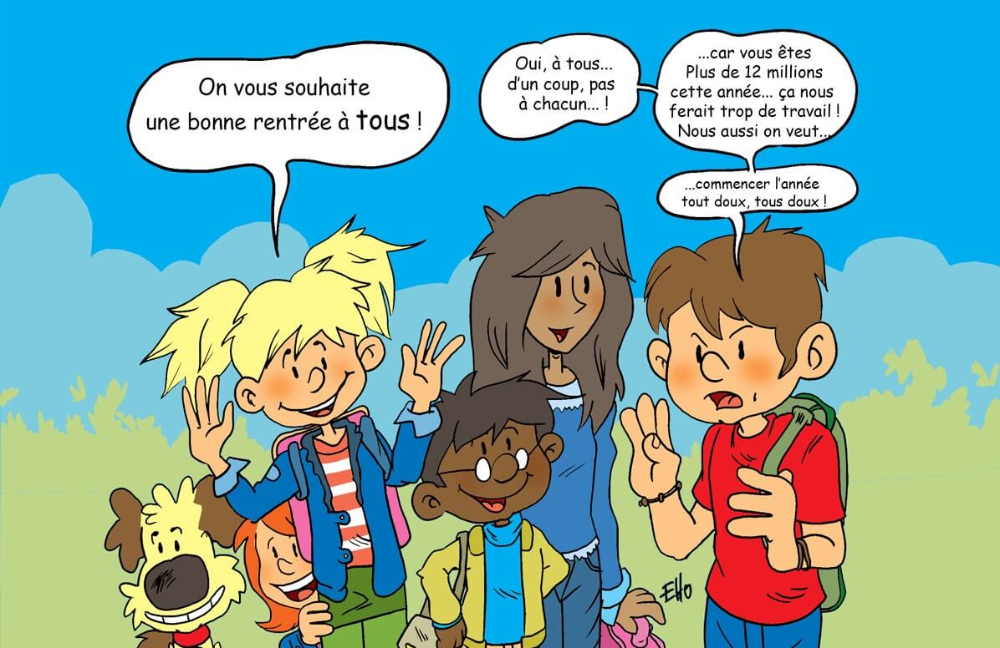 On vous souhaite
une bonne rentrée à tous !
Oui, à tous...
d'un coup, pas
à chacun... !
...car vous êtes
Plus de 12 millions
cette année... ça nous
ferait trop de travail !
Nous aussi on veut...
...commencer l'année
tout doux, tous doux !
EHO